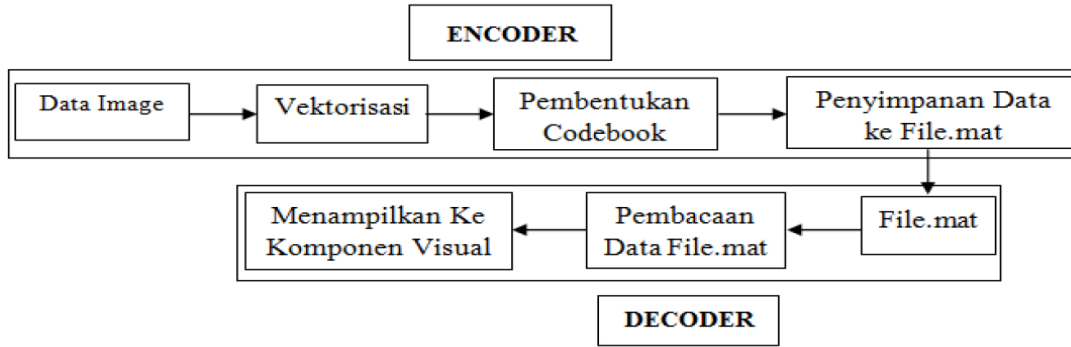 ENCODER
Data Image
Vektorisasi
Pembentukan
Codebook
Penyimpanan Data
ke File.mat
Menampilkan Ke
Komponen Visual
Pembacaan
Data File.mat
File.mat
DECODER